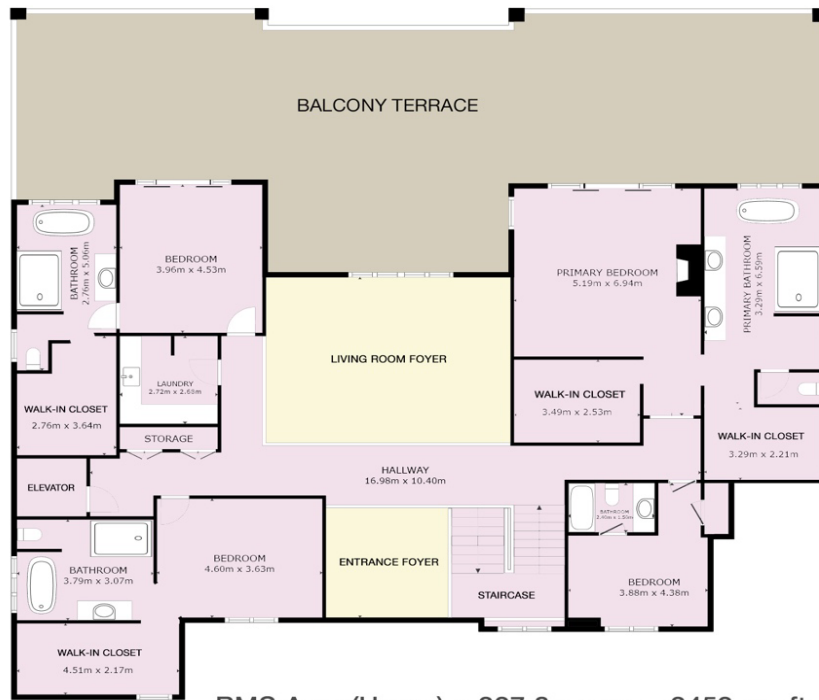 BALCONY TERRACE
BEDROOM
3.96m x 4.53m
BATHROOM
2.76m x 5.06m
PRIMARY BEDROOM
5.19m x 6.94m
PRIMARY BATHROOM
3.29m x 6.59m
LIVING ROOM FOYER
LAUNDRY
2.72m x 2.68m
WALK-IN CLOSET
2.76m x 3.64m
WALK-IN CLOSET
3.49m x 2.53m
STORAGE
WALK-IN CLOSET
3.29m x 2.21m
HALLWAY
16.98m x 10.40m
ELEVATOR
BATHROOM
BATHROOM
3.79m x 3.07m
BEDROOM
4.60m x 3.63m
ENTRANCE FOYER
STAIRCASE
BEDROOM
3.88m x 4.38m
WALK-IN CLOSET
4.51m x 2.17m